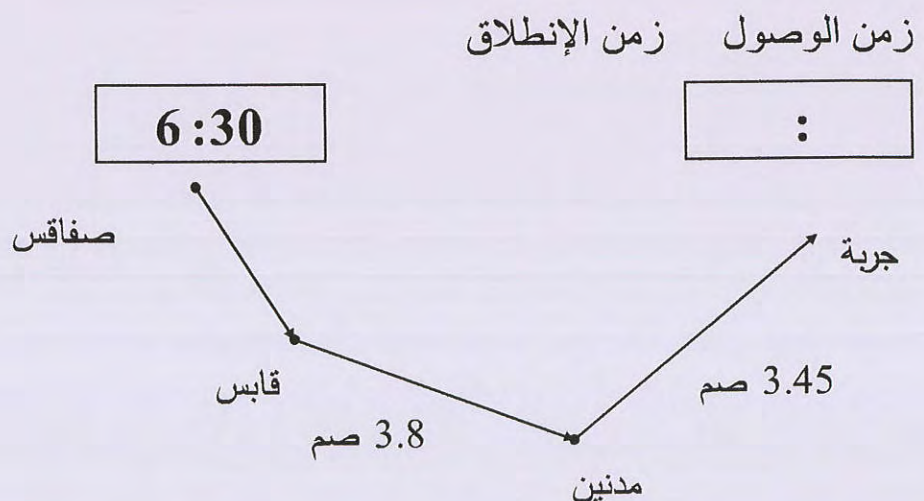 زمن الوصول زمن الإنطلاق
6:30
:
صفاقس
جربة
قابس
3.45 صم
3.8 صم
مدنين